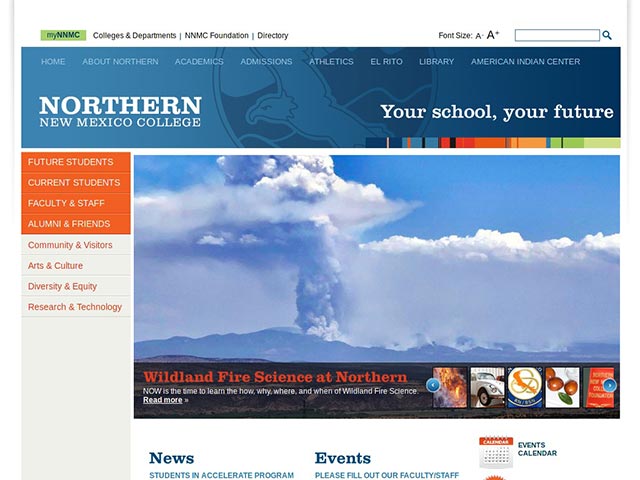 myNNMC Colleges & Departments | NNMC Foundation | Directory Font Size: A- A+
HOME ABOUT NORTHERN ACADEMICS ADMISSIONS ATHLETICS EL RITO LIBRARY AMERICAN INDIAN CENTER
NORTHERN
NEW MEXICO COLLEGE
Your school, your future
FUTURE STUDENTS
CURRENT STUDENTS
FACULTY & STAFF
ALUMNI & FRIENDS
Community & Visitors
Arts & Culture
Diversity & Equity
Research & Technology
Wildland Fire Science at Northern
NOW is the time to learn the how, why, where, and when of Wildland Fire Science.
Read more »
CALENDAR
EVENTS
CALENDAR
News
STUDENTS IN ACCELERATE PROGRAM
Events
PLEASE FILL OUT OUR FACULTY/STAFF